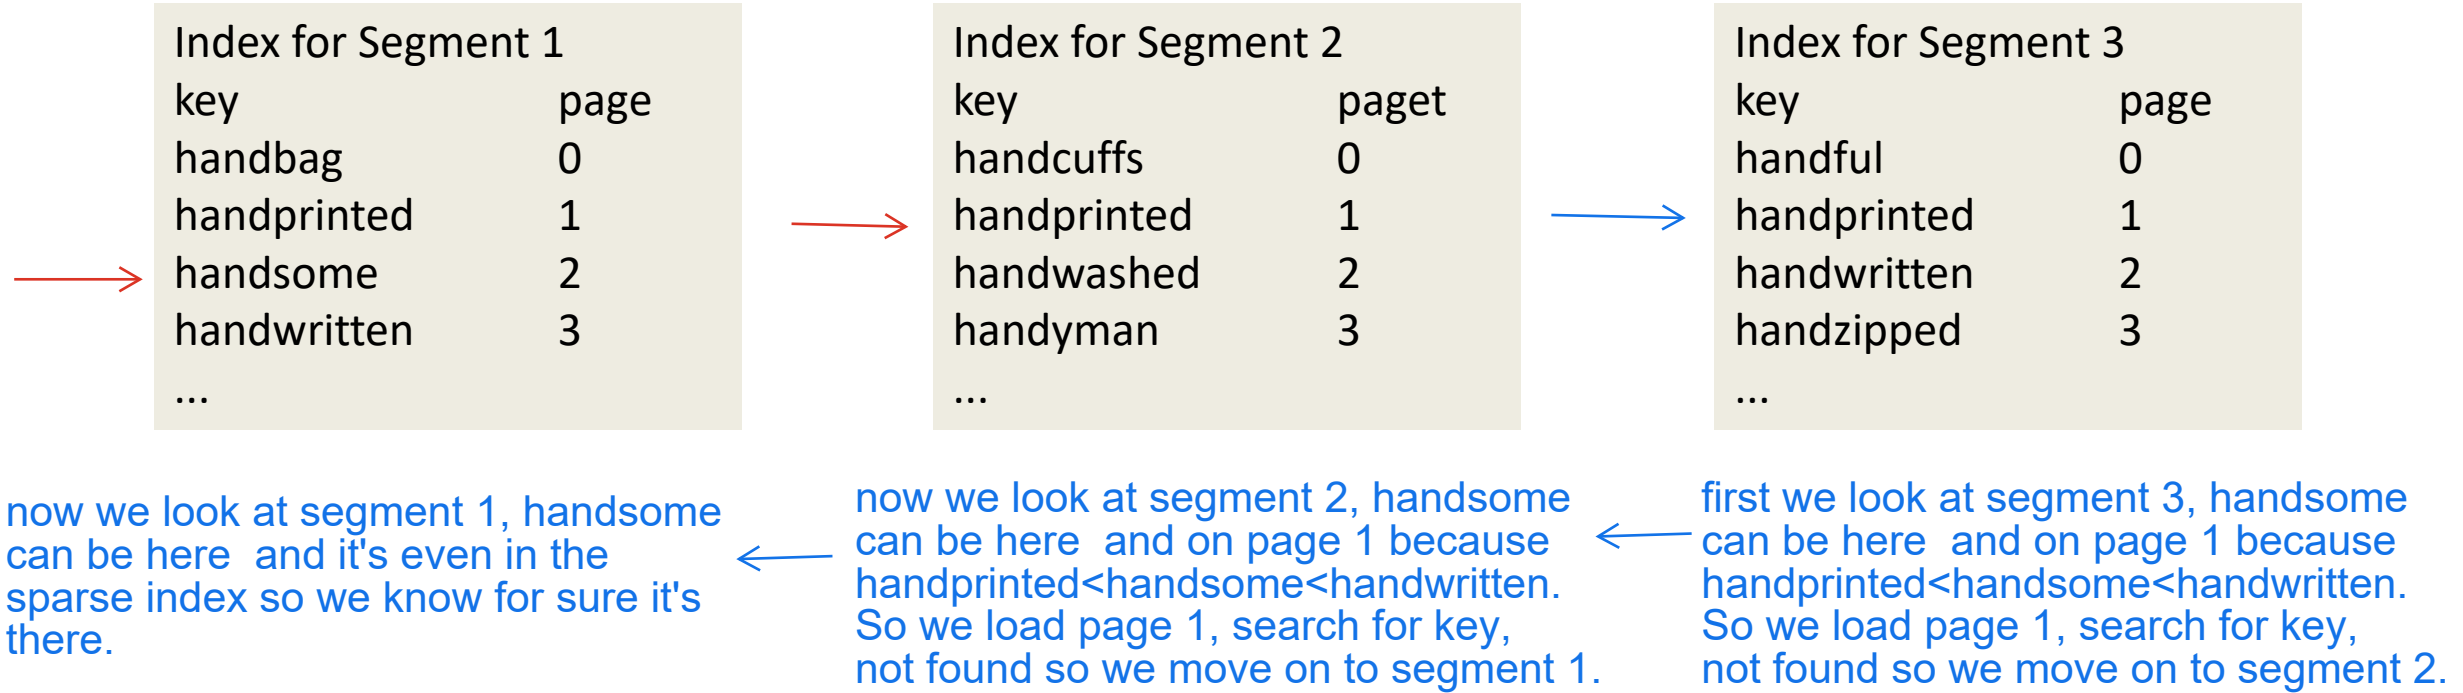 Index for Segment 1
key page
handbag 0
handprinted 1
handsome 2
handwritten 3
...
Index for Segment 2
key paget
handcuffs 0
handprinted 1
handwashed 2
handyman 3
...
Index for Segment 3
key page
handful 0
handprinted 1
handwritten 2
handzipped 3
...
now we look at segment 1, handsome
can be here  and it's even in the
sparse index so we know for sure it's
there.
now we look at segment 2, handsome
can be here  and on page 1 because
handprinted<handsome<handwritten.
So we load page 1, search for key,
not found so we move on to segment 1.
first we look at segment 3, handsome
can be here  and on page 1 because
handprinted<handsome<handwritten.
So we load page 1, search for key,
not found so we move on to segment 2.